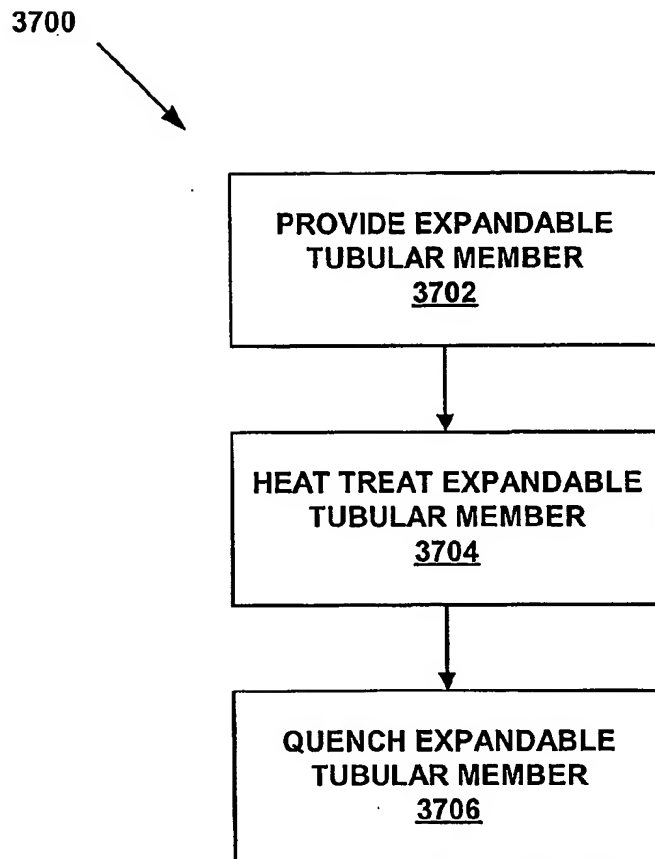 3700
PROVIDE EXPANDABLE
TUBULAR MEMBER
3702
HEAT TREAT EXPANDABLE
TUBULAR MEMBER
3704
QUENCH EXPANDABLE
TUBULAR MEMBER
3706